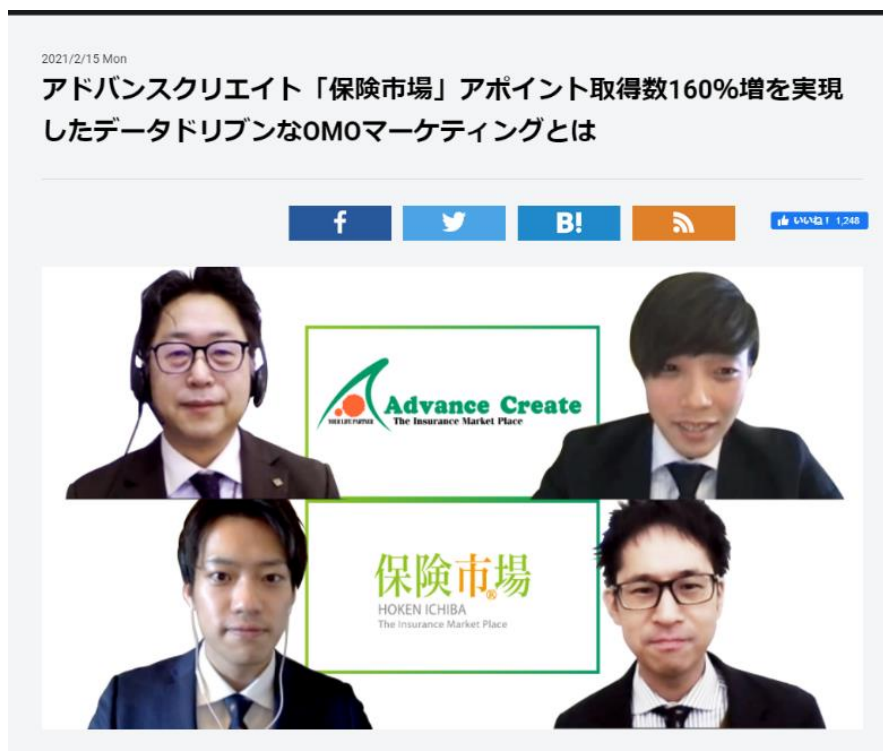 2021/2/15 Mon
アドバンスクリエイト「保険市場」アポイント取得数160%増を実現
したデータドリブンなOMOマーケティングとは
f
B!
いいね! 1,248
Advance Create
YOUR LIFE PARTNER The Insurance Market Place
保険市場®
HOKEN ICHIBA
The Insurance Market Place